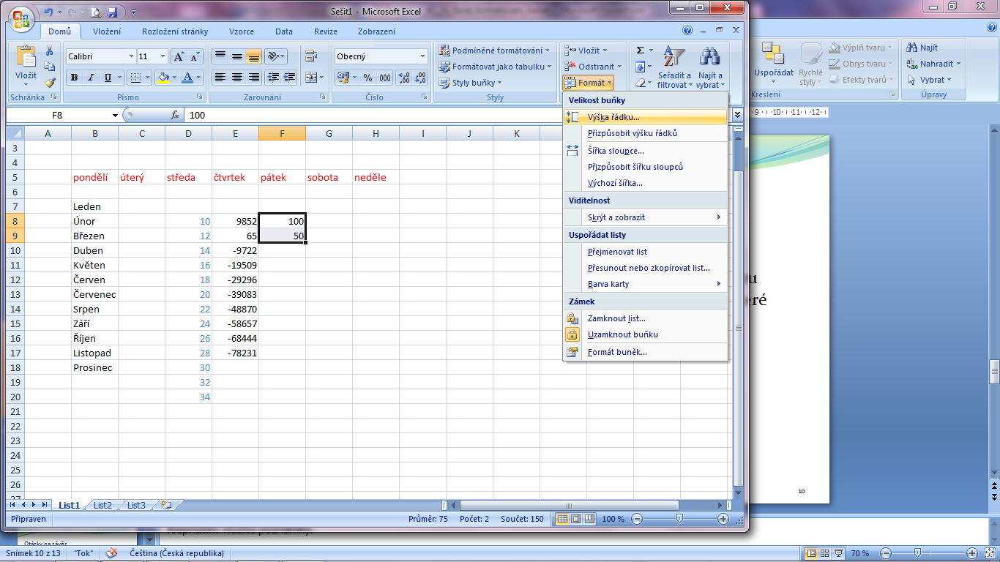 Sešit1 - Microsoft Excel
Domů Vložení Rozložení stránky Vzorce Data Revize Zobrazení
Vložit
Schránka
Calibri 11
B I U
Písmo
Zarovnání
Obecný
% 000
Číslo
Podmíněné formátování
Formátovat jako tabulku
Styly buňky
Styly
Vložit
Odstranit
Formát
Σ
Seřadit a filtrovat
Najít a vybrat
Uspořádat
Rychlé styly
Výplň tvaru
Obrys tvaru
Efekty tvarů
Kreslení
Najít
Nahradit
Vybrat
Úpravy
F8 fx 100
9 10 11 12
A B C D E F G H I J K
3
4
5 pondělí úterý středa čtvrtek pátek sobota neděle
6
7 Leden
8 Únor 10 9852 100
9 Březen 12 65 50
10 Duben 14 -9722
11 Květen 16 -19509
12 Červen 18 -29296
13 Červenec 20 -39083
14 Srpen 22 -48870
15 Září 24 -58657
16 Říjen 26 -68444
17 Listopad 28 -78231
18 Prosinec 30
19 32
20 34
21
22
23
24
25
26
27
Velikost buňky
Výška řádku...
Přizpůsobit výšku řádků
Šířka sloupce...
Přizpůsobit šířku sloupců
Výchozí šířka...
Viditelnost
Skrýt a zobrazit
Uspořádat listy
Přejmenovat list
Přesunout nebo zkopírovat list...
Barva karty
Zámek
Zamknout list...
Uzamknout buňku
Formát buněk...
10
List1 List2 List3
Připraven Průměr: 75 Počet: 2 Součet: 150 100 %
Otázky na závěr
Snímek 10 z 13 "Tok" Čeština (Česká republika) 70 %